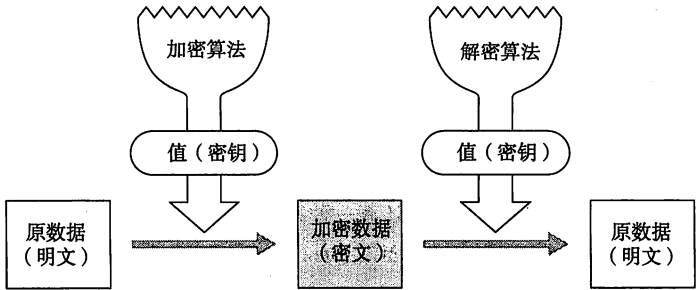 加密算法
解密算法
值（密钥）
值（密钥）
原数据
（明文）
加密数据
（密文）
原数据
（明文）